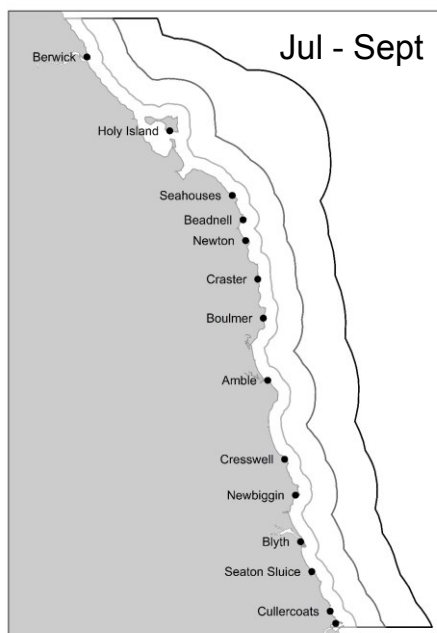 Jul - Sept
Berwick
Holy Island
Seahouses
Beadnell
Newton
Craster
Boulmer
Amble
Cresswell
Newbiggin
Blyth
Seaton Sluice
Cullercoats